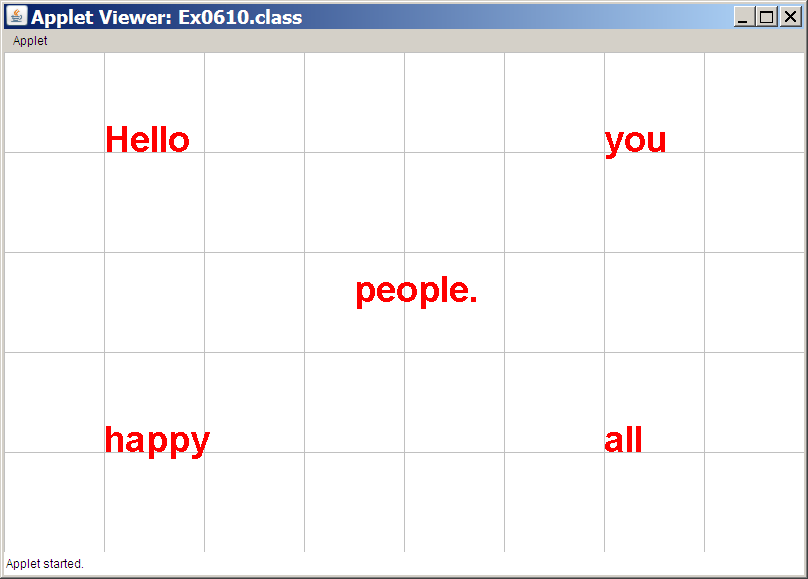 Applet Viewer: Ex0610.class
Applet
Hello you
people.
happy all
Applet started.